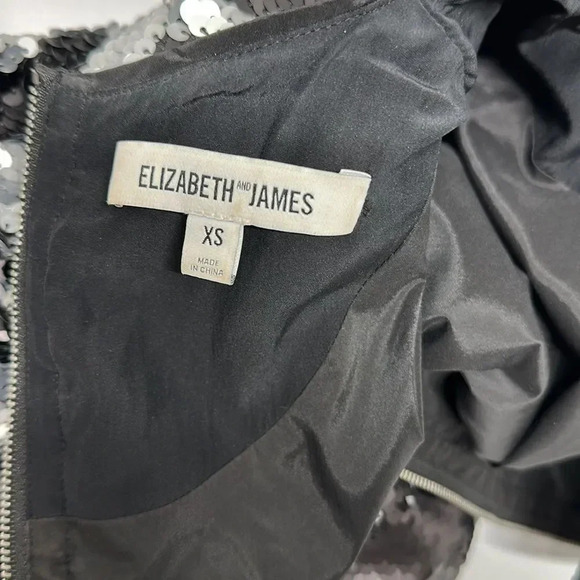 ELIZABETH AND JAMES
XS
MADE
IN CHINA